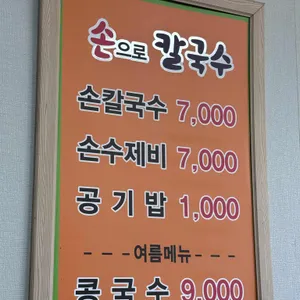 손으로 칼국수
손칼국수 7,000
손수제비 7,000
공기밥 1,000
---여름메뉴---
콩국수 9,000